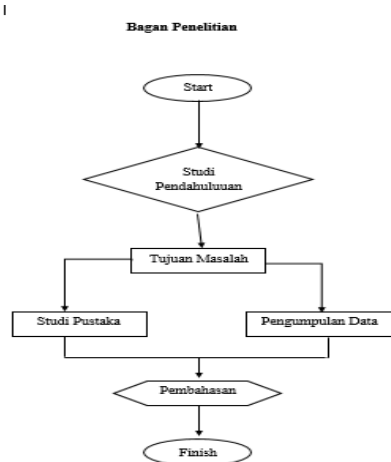 I
Bagan Penelitian
Start
Studi
Pendahuluuan
Tujuan Masalah
Studi Pustaka
Pengumpulan Data
Pembahasan
Finish